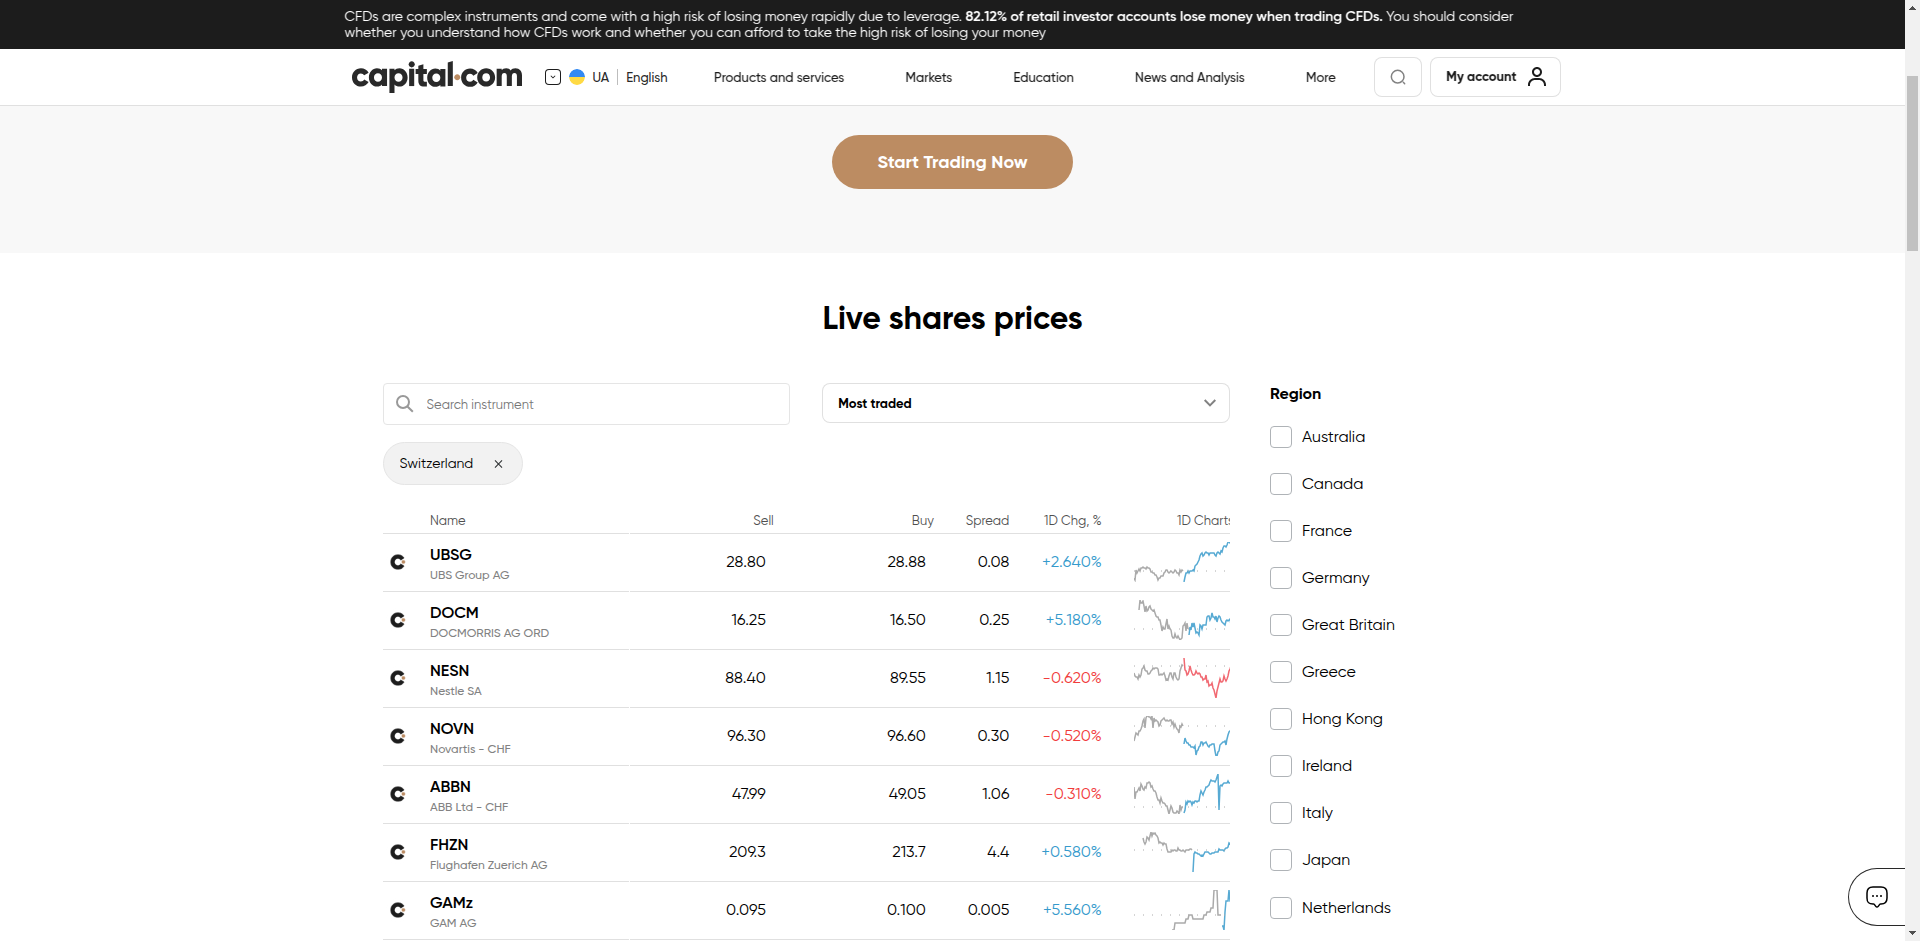 CFDs are complex instruments and come with a high risk of losing money rapidly due to leverage. 82.12% of retail investor accounts lose money when trading CFDs. You should consider
whether you understand how CFDs work and whether you can afford to take the high risk of losing your money
capital.com UA English Products and services Markets Education News and Analysis More My account
Start Trading Now
Live shares prices
Search instrument
Most traded
Switzerland
Name Sell Buy Spread 1D Chg, % 1D Charts
UBSG 28.80 28.88 0.08 +2.640%
UBS Group AG
DOCM 16.25 16.50 0.25 +5.180%
DOCMORRIS AG ORD
NESN 88.40 89.55 1.15 -0.620%
Nestle SA
NOVN 96.30 96.60 0.30 -0.520%
Novartis - CHF
ABBN 47.99 49.05 1.06 -0.310%
ABB Ltd - CHF
FHZN 209.3 213.7 4.4 +0.580%
Flughafen Zuerich AG
GAMz 0.095 0.100 0.005 +5.560%
GAM AG
Region
Australia
Canada
France
Germany
Great Britain
Greece
Hong Kong
Ireland
Italy
Japan
Netherlands